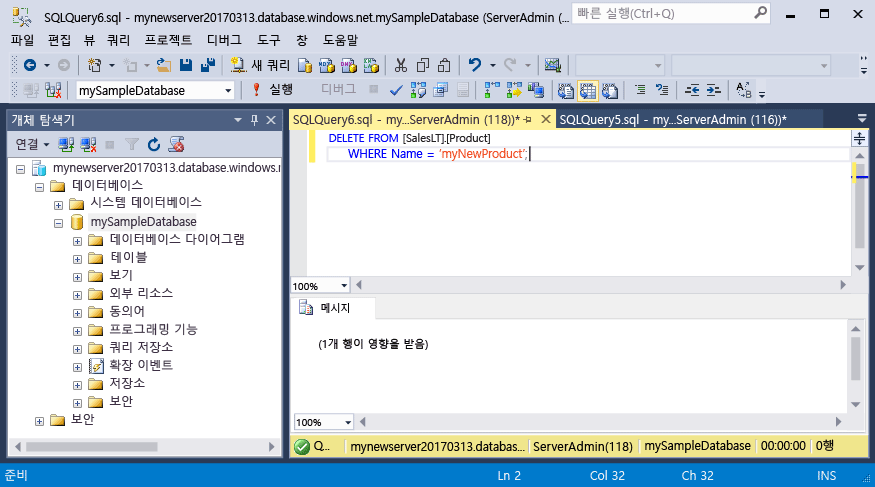 SQLQuery6.sql - mynewserver20170313.database.windows.net.mySampleDatabase (ServerAdmin (...
빠른 실행(Ctrl+Q)
파일 편집 뷰 쿼리 프로젝트 디버그 도구 창 도움말
새 쿼리
mySampleDatabase
실행
디버그
개체 탐색기
연결
mynewserver20170313.database.windows.n
데이터베이스
시스템 데이터베이스
mySampleDatabase
데이터베이스 다이어그램
테이블
보기
외부 리소스
동의어
프로그래밍 기능
쿼리 저장소
확장 이벤트
저장소
보안
보안
SQLQuery6.sql - my...ServerAdmin (118))*
SQLQuery5.sql - my...ServerAdmin (116))*
DELETE FROM [SalesLT].[Product]
WHERE Name = 'myNewProduct';
100%
메시지
(1개 행이 영향을 받음)
100%
Q... mynewserver20170313.databas... ServerAdmin(118) mySampleDatabase 00:00:00 0행
준비 Ln 2 Col 32 Ch 32 INS